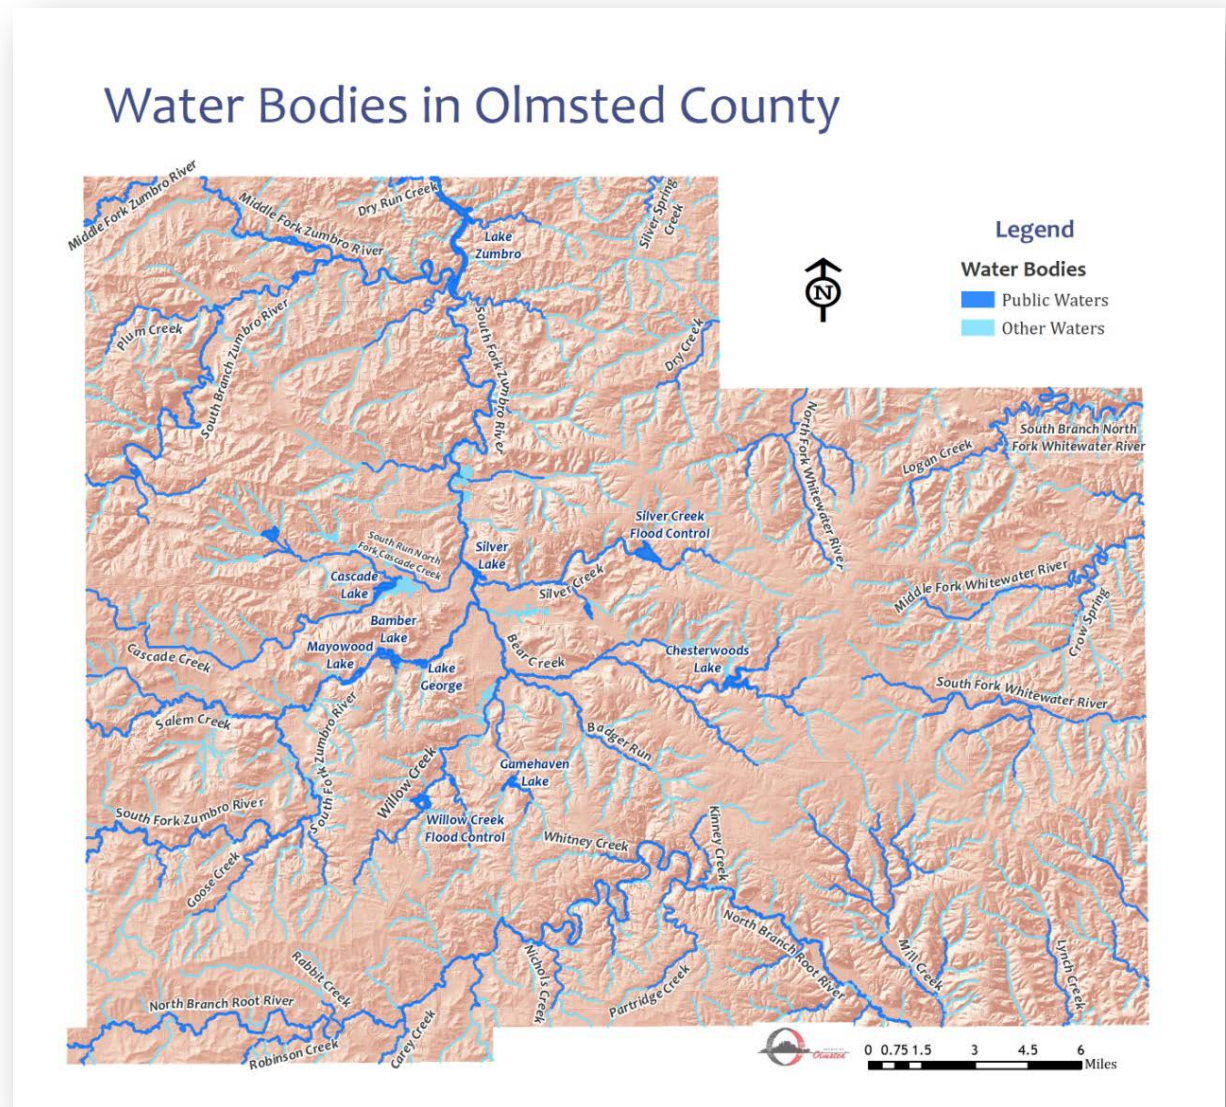 Water Bodies in Olmsted County
Middle Fork Zumbro River
Middle Fork Zumbro River
Dry Run Creek
Lake
Zumbro
Silver Spring
Creek
Legend
Water Bodies
Public Waters
Other Waters
N
Plum Creek
South Branch Zumbro River
South Fork Zumbro River
Dry Creek
North Fork Whitewater River
Logan Creek
South Branch North
Fork Whitewater River
South Run North
Fork Cascade Creek
Silver
Lake
Silver Creek
Flood Control
Silver Creek
Cascade
Lake
Middle Fork Whitewater River
Crow Spring
Bamber
Lake
Mayowood
Lake
Lake
George
Bear Creek
Chesterwoods
Lake
Cascade Creek
Salem Creek
South Fork Whitewater River
South Fork Zumbro River
Badger Run
Willow Creek
Gamehaven
Lake
South Fork Zumbro River
Willow Creek
Flood Control
Whitney Creek
Kinney Creek
Goose Creek
North Branch Root River
Mill Creek
Lynch Creek
Nichols Creek
Partridge Creek
Rabbit Creek
North Branch Root River
Robinson Creek
Carey Creek
Olmsted
0 0.75 1.5 3 4.5 6
Miles